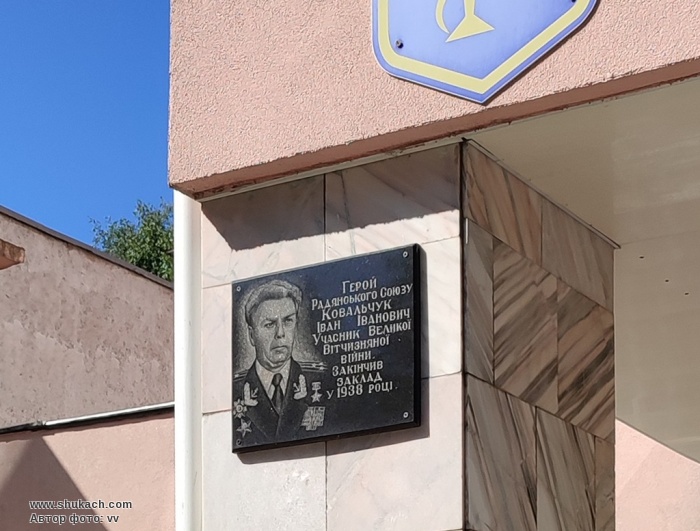 Герой
Радянського Союзу
Ковальчук
Іван Іванович
Учасник Великої
Вітчизняної
війни.
Закінчив
заклад
у 1938 році.
www.shukach.com
Автор фото: vv